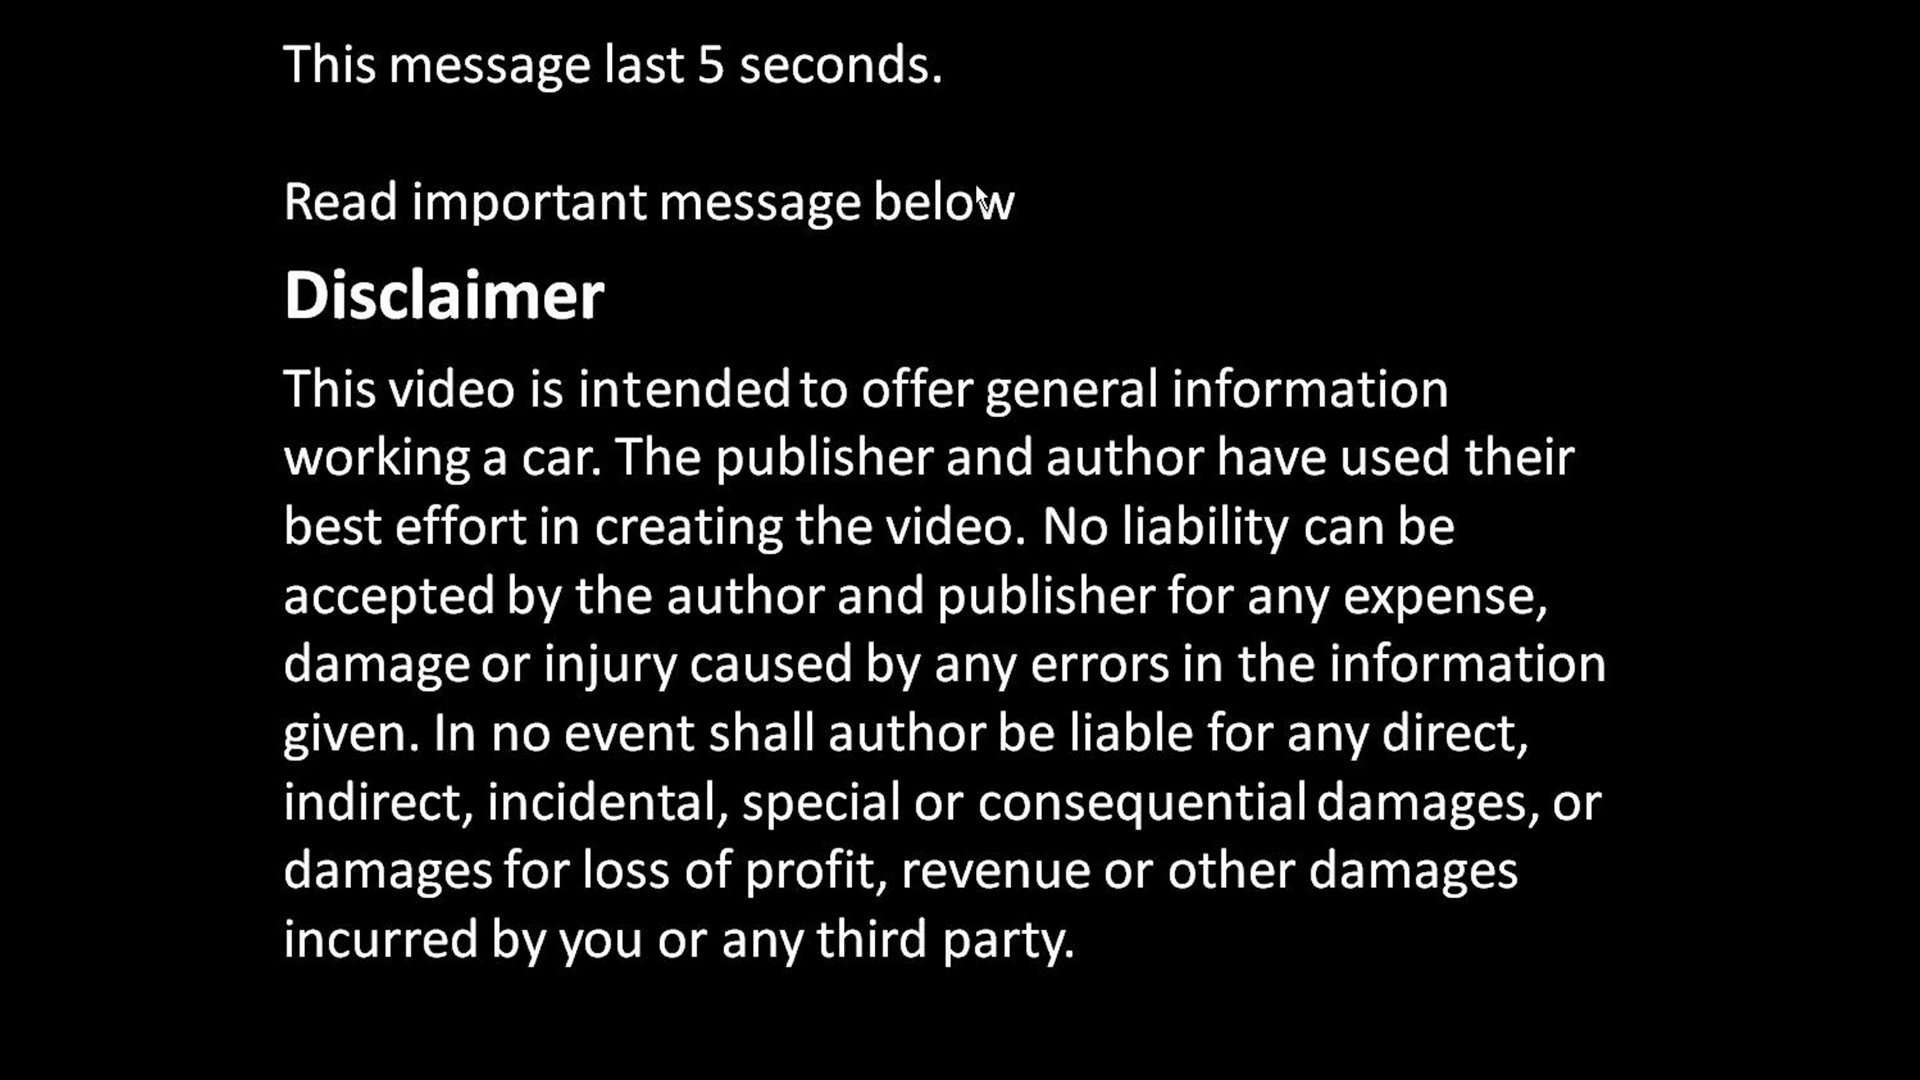 This message last 5 seconds.
Read important message below
Disclaimer
This video is intended to offer general information
working a car. The publisher and author have used their
best effort in creating the video. No liability can be
accepted by the author and publisher for any expense,
damage or injury caused by any errors in the information
given. In no event shall author be liable for any direct,
indirect, incidental, special or consequential damages, or
damages for loss of profit, revenue or other damages
incurred by you or any third party.